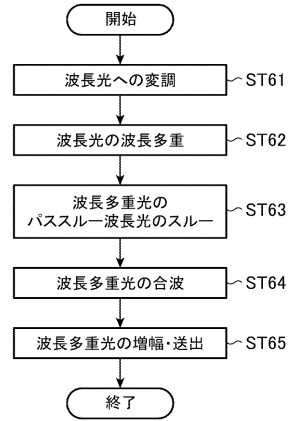 開始
波長光への変調
ST61
波長光の波長多重
ST62
波長多重光の
パススルー波長光のスルー
ST63
波長多重光の合波
ST64
波長多重光の増幅・送出
ST65
終了